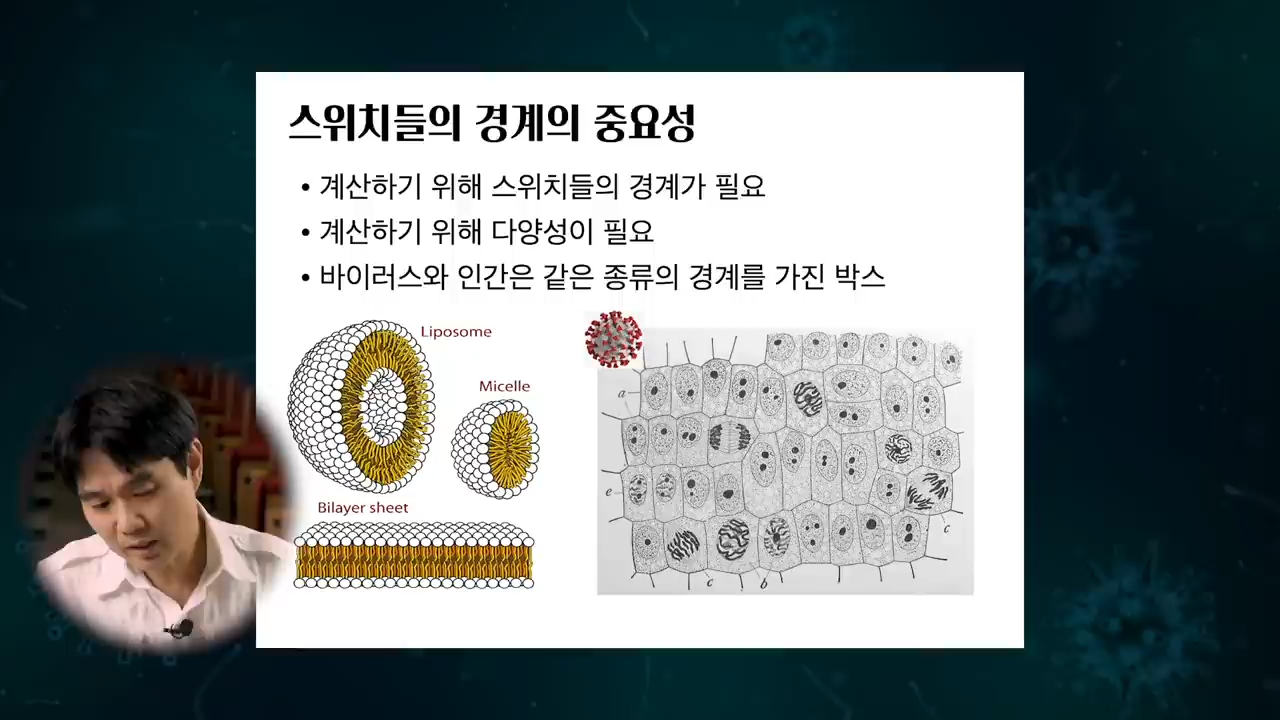 스위치들의 경계의 중요성
• 계산하기 위해 스위치들의 경계가 필요
• 계산하기 위해 다양성이 필요
• 바이러스와 인간은 같은 종류의 경계를 가진 박스
Liposome
Micelle
Bilayer sheet
a
e
c
c
b